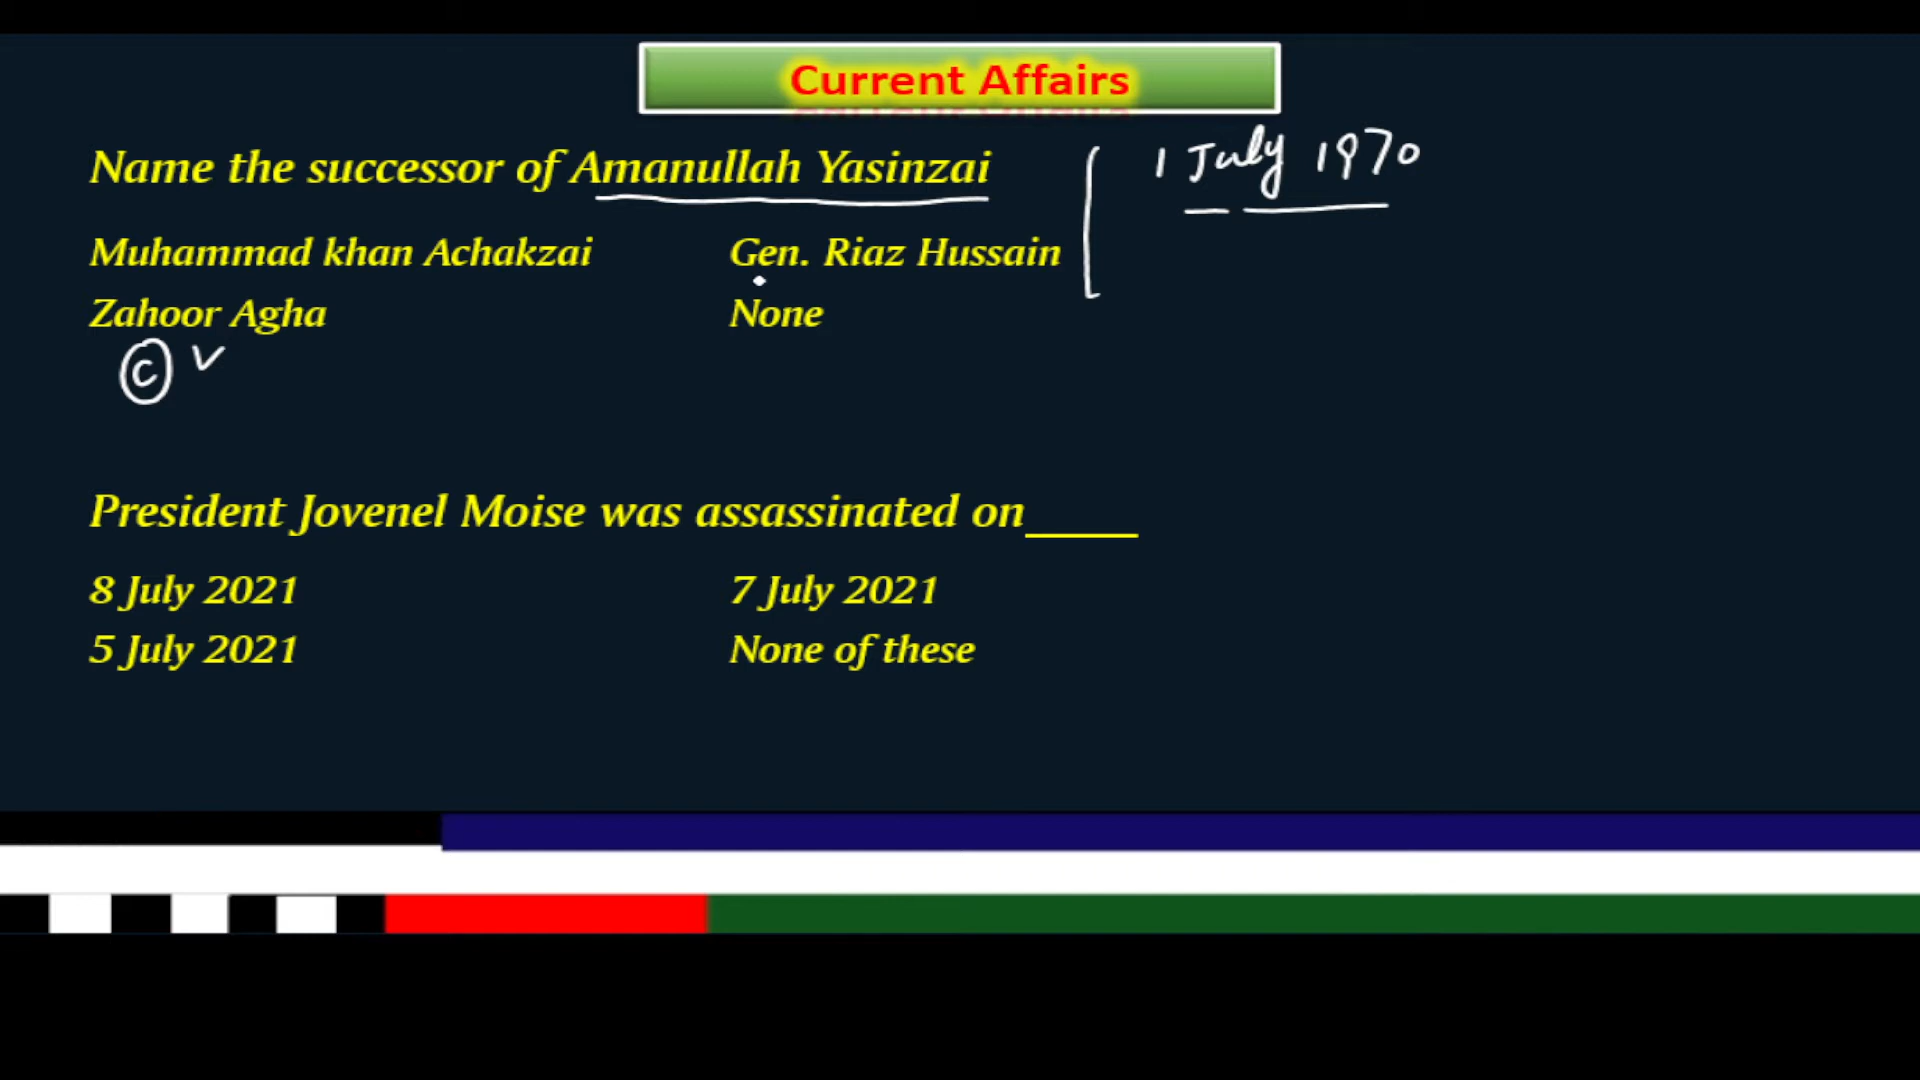 Current Affairs
Name the successor of Amanullah Yasinzai
1 July 1970
Muhammad khan Achakzai
Gen. Riaz Hussain
Zahoor Agha
None
C
President Jovenel Moise was assassinated on_____
8 July 2021
7 July 2021
5 July 2021
None of these